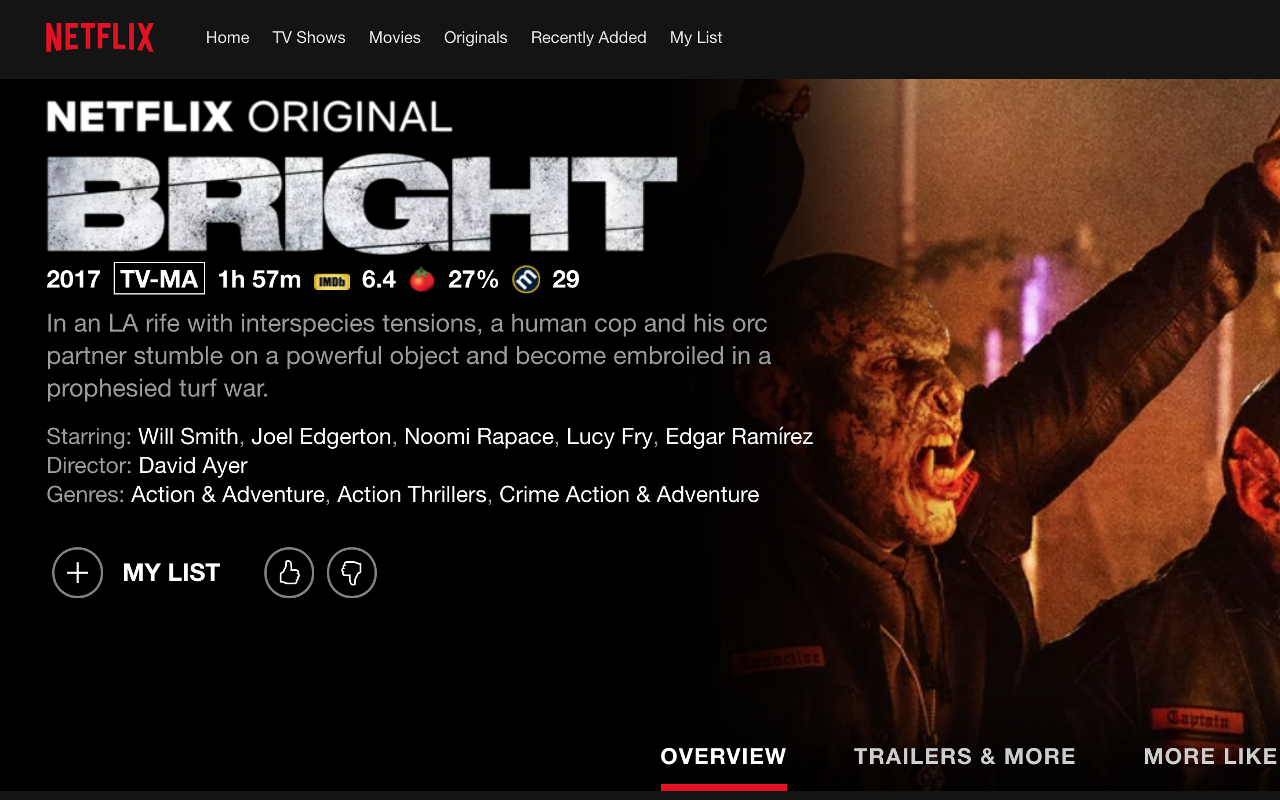 NETFLIX Home TV Shows Movies Originals Recently Added My List
NETFLIX ORIGINAL
BRIGHT
2017 TV-MA 1h 57m IMDb 6.4 27% m 29
In an LA rife with interspecies tensions, a human cop and his orc
partner stumble on a powerful object and become embroiled in a
prophesied turf war.
Starring: Will Smith, Joel Edgerton, Noomi Rapace, Lucy Fry, Edgar Ramírez
Director: David Ayer
Genres: Action & Adventure, Action Thrillers, Crime Action & Adventure
MY LIST
Councilor
Captain
OVERVIEW TRAILERS & MORE MORE LIKE